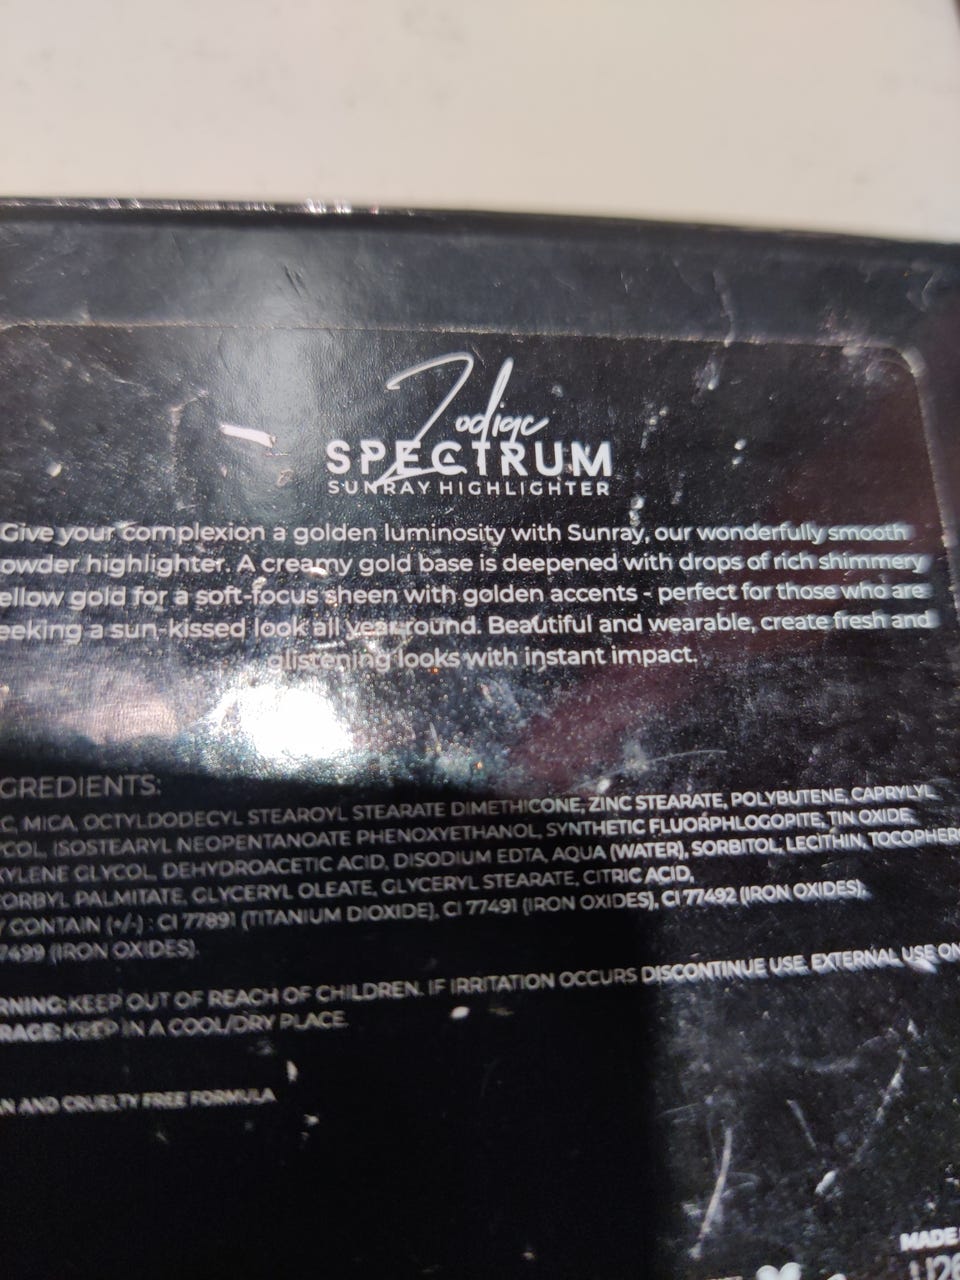 Zodiac
SPECTRUM
SUNRAY HIGHLIGHTER
Give your complexion a golden luminosity with Sunray, our wonderfully smooth
owder highlighter. A creamy gold base is deepened with drops of rich shimmery
ellow gold for a soft-focus sheen with golden accents - perfect for those who are
eeking a sun-kissed look all year round. Beautiful and wearable, create fresh and
glistening looks with instant impact.
GREDIENTS:
C, MICA, OCTYLDODECYL STEAROYL STEARATE DIMETHICONE, ZINC STEARATE, POLYBUTENE, CAPRYLYL
YCOL, ISOSTEARYL NEOPENTANOATE PHENOXYETHANOL, SYNTHETIC FLUORPHLOGOPITE, TIN OXIDE,
XYLENE GLYCOL, DEHYDROACETIC ACID, DISODIUM EDTA, AQUA (WATER), SORBITOL, LECITHIN, TOCOPHERO
CORBYL PALMITATE, GLYCERYL OLEATE, GLYCERYL STEARATE, CITRIC ACID,
Y CONTAIN (+/-) : CI 77891 (TITANIUM DIOXIDE), CI 77491 (IRON OXIDES), CI 77492 (IRON OXIDES),
7499 (IRON OXIDES).
RNING: KEEP OUT OF REACH OF CHILDREN. IF IRRITATION OCCURS DISCONTINUE USE. EXTERNAL USE ON
RAGE: KEEP IN A COOL/DRY PLACE.
N AND CRUELTY FREE FORMULA
MADE